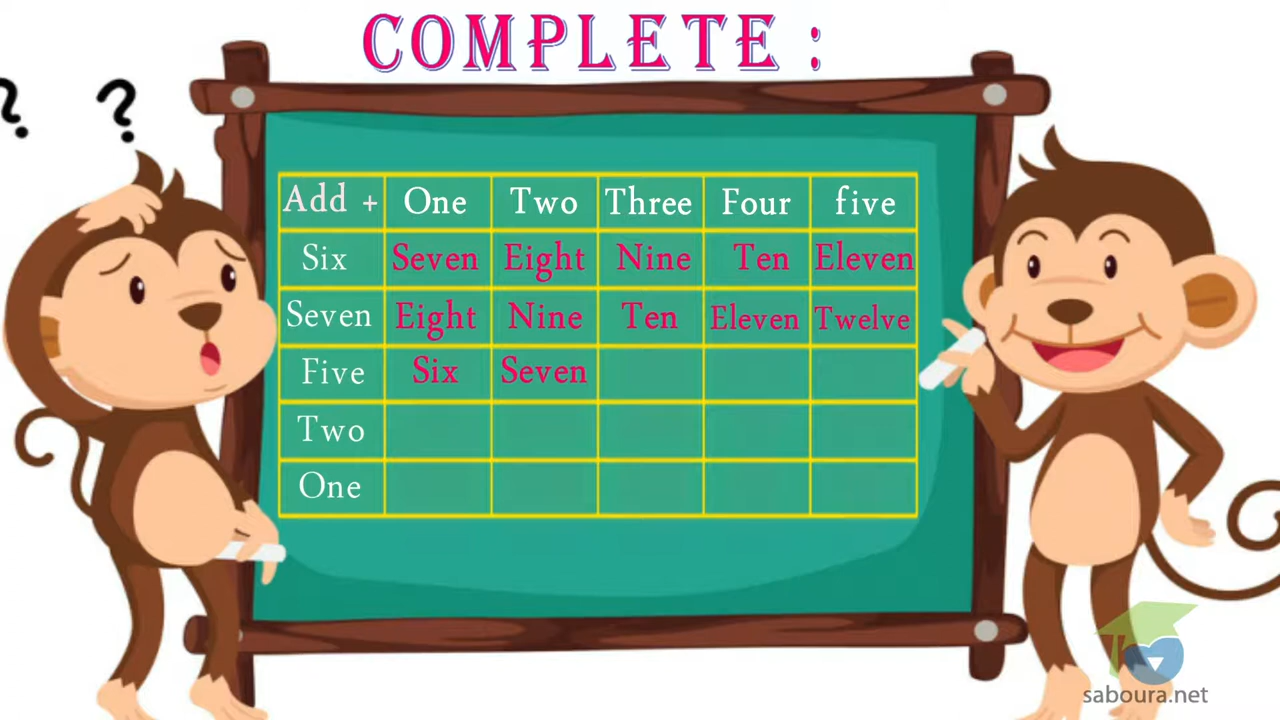 COMPLETE :
? ?
Add + One Two Three Four five
Six Seven Eight Nine Ten Eleven
Seven Eight Nine Ten Eleven Twelve
Five Six Seven
Two
One
saboura.net